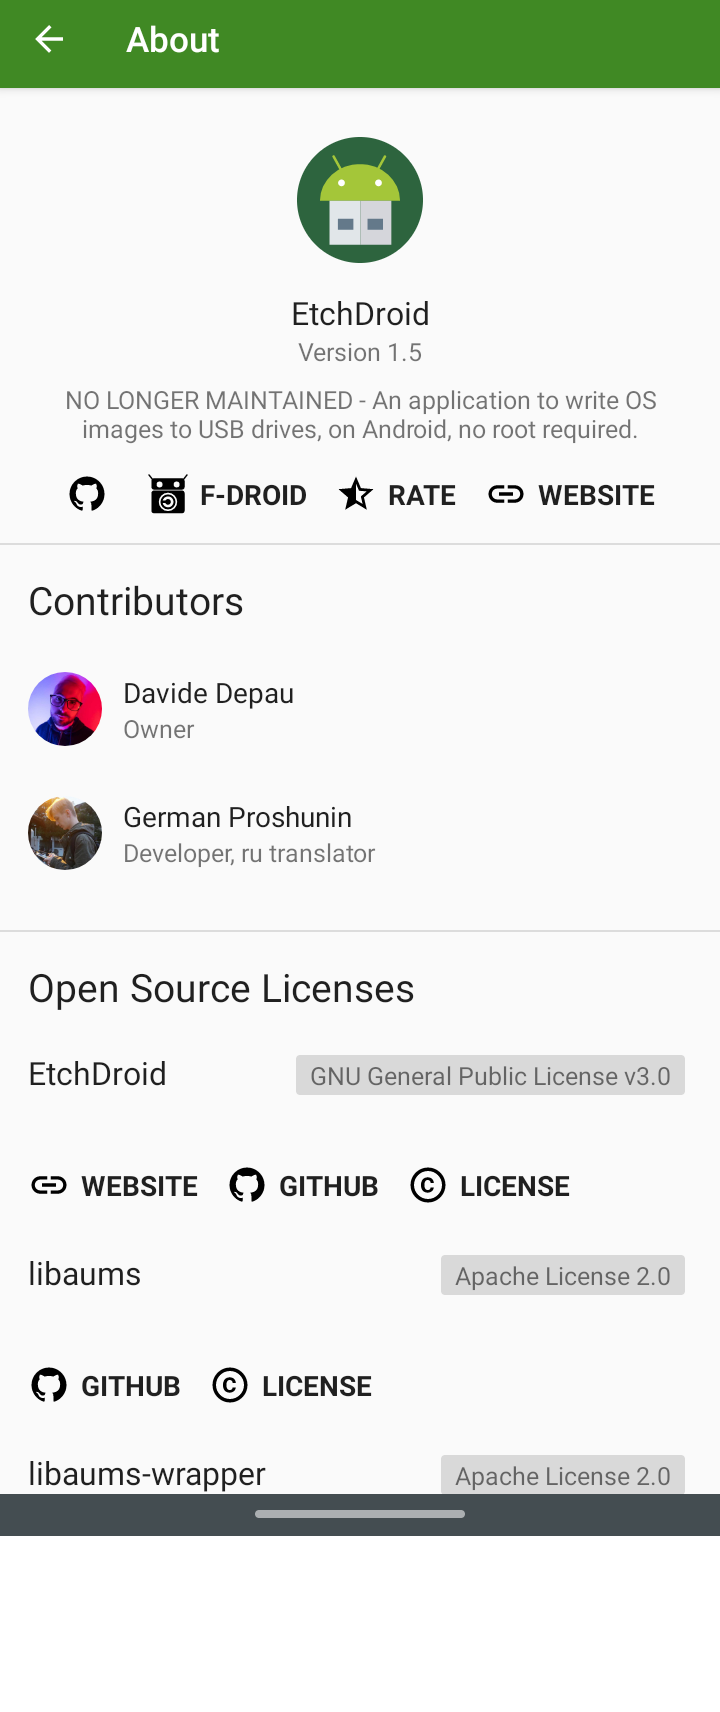 About
EtchDroid
Version 1.5
NO LONGER MAINTAINED - An application to write OS
images to USB drives, on Android, no root required.
F-DROID RATE WEBSITE
Contributors
Davide Depau
Owner
German Proshunin
Developer, ru translator
Open Source Licenses
EtchDroid GNU General Public License v3.0
WEBSITE GITHUB LICENSE
libaums Apache License 2.0
GITHUB LICENSE
libaums-wrapper Apache License 2.0